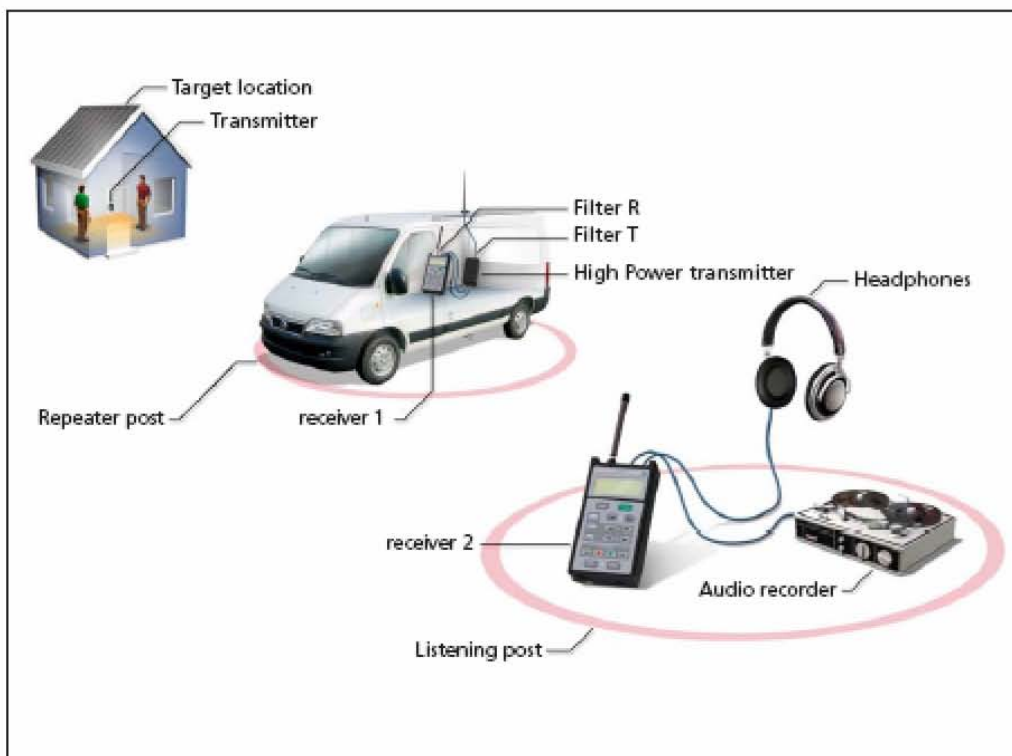 Target location
Transmitter
Filter R
Filter T
High Power transmitter
Headphones
Repeater post
receiver 1
receiver 2
Audio recorder
Listening post